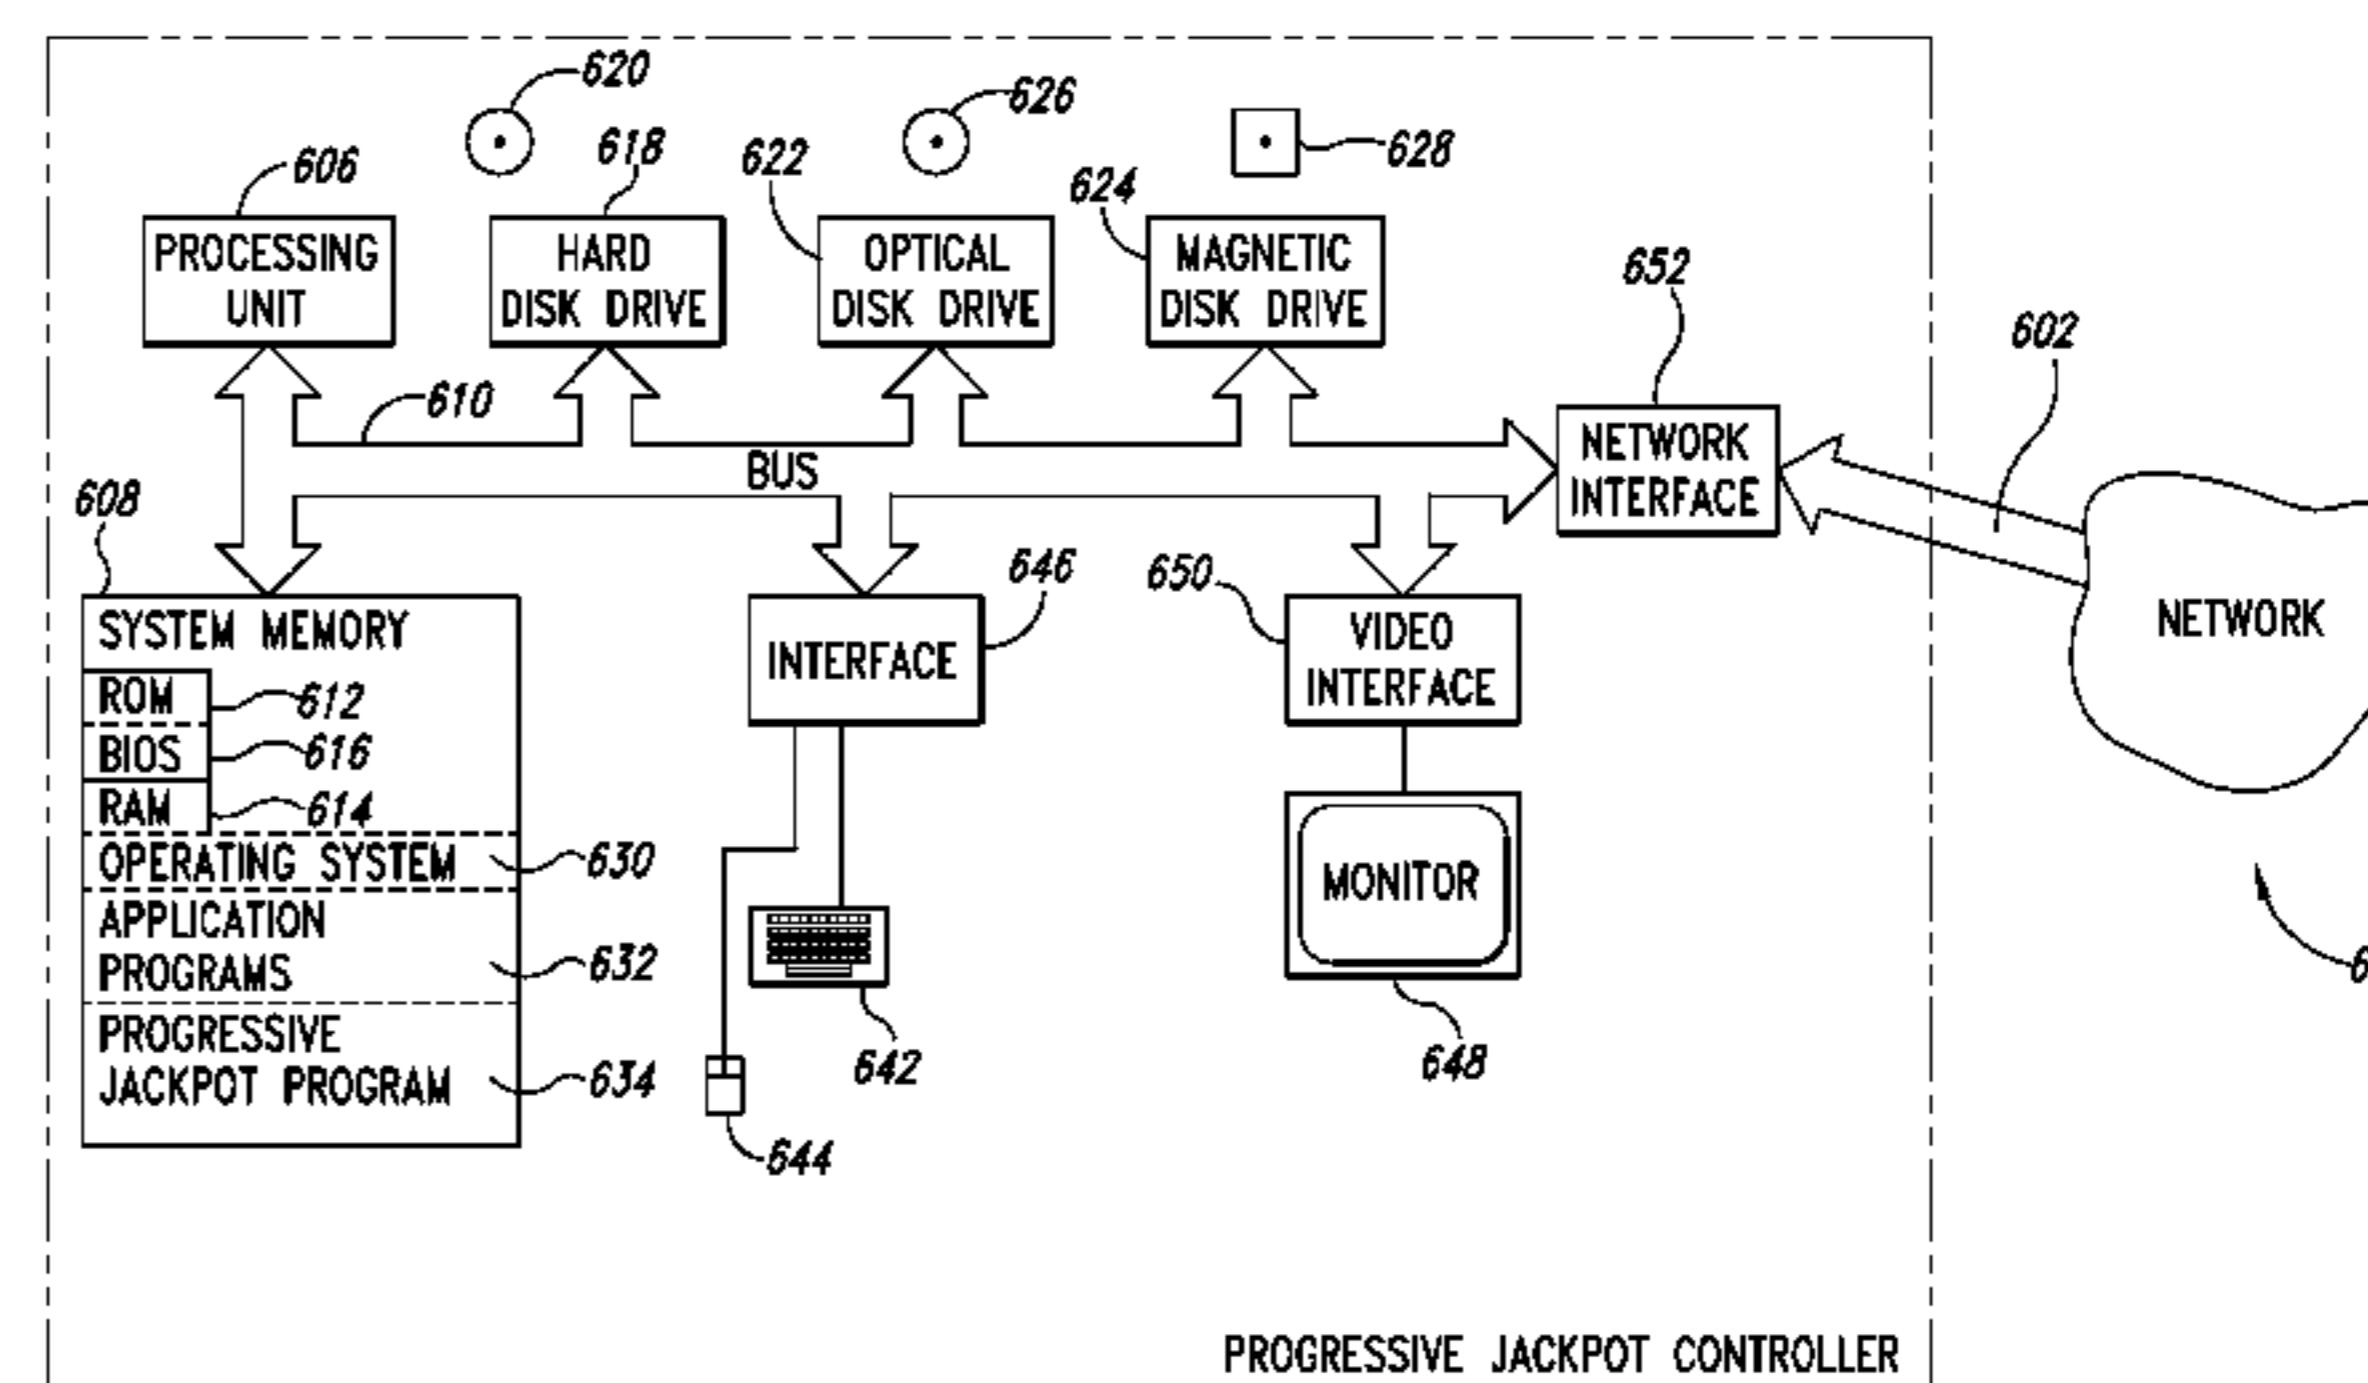 620
626
618
622
628
606
624
PROCESSING
UNIT
HARD
DISK DRIVE
OPTICAL
DISK DRIVE
MAGNETIC
DISK DRIVE
652
602
610
NETWORK
INTERFACE
BUS
608
646
650
SYSTEM MEMORY
ROM
612
BIOS
616
RAM
614
OPERATING SYSTEM
630
APPLICATION
PROGRAMS
632
PROGRESSIVE
JACKPOT PROGRAM
634
INTERFACE
VIDEO
INTERFACE
NETWORK
MONITOR
642
648
644
6
PROGRESSIVE JACKPOT CONTROLLER